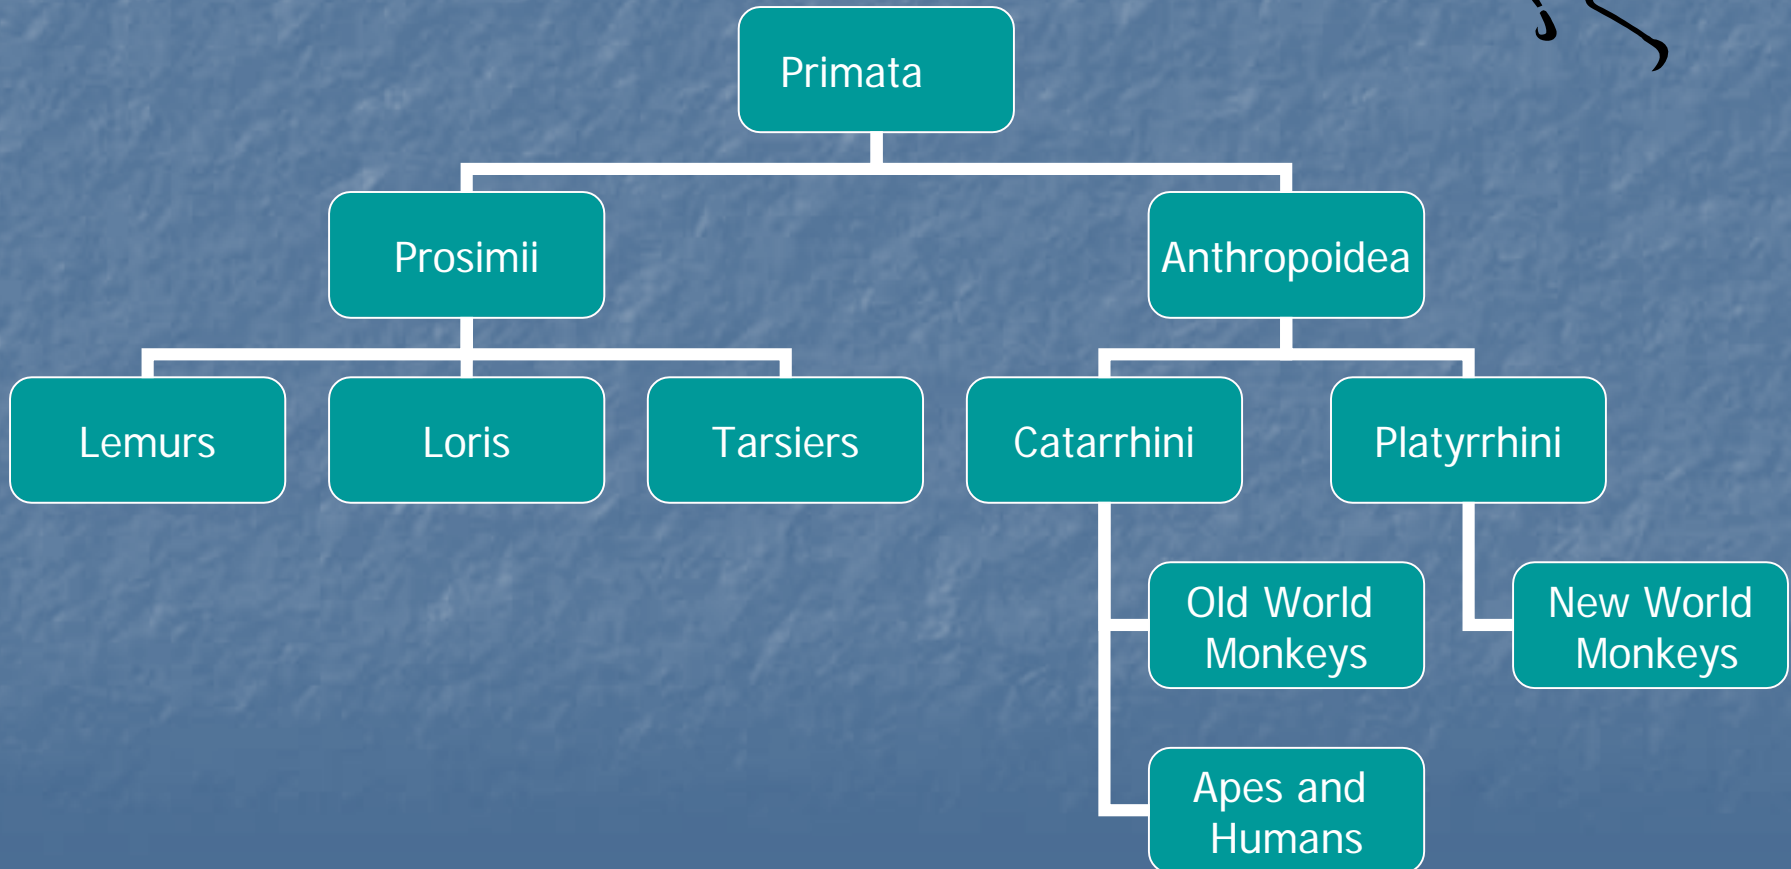 Primata
Prosimii
Anthropoidea
Lemurs
Loris
Tarsiers
Catarrhini
Platyrrhini
Old World
Monkeys
New World
Monkeys
Apes and
Humans